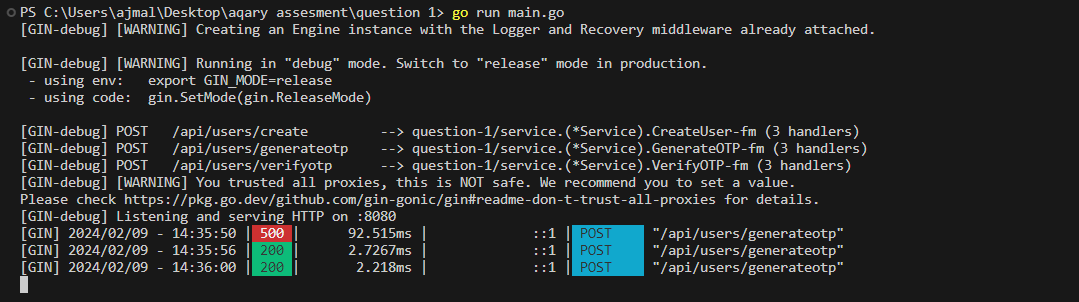 PS C:\Users\ajmal\Desktop\aqary assesment\question 1> go run main.go
[GIN-debug] [WARNING] Creating an Engine instance with the Logger and Recovery middleware already attached.
[GIN-debug] [WARNING] Running in "debug" mode. Switch to "release" mode in production.
- using env:   export GIN_MODE=release
- using code:  gin.SetMode(gin.ReleaseMode)
[GIN-debug] POST   /api/users/create         --> question-1/service.(*Service).CreateUser-fm (3 handlers)
[GIN-debug] POST   /api/users/generateotp    --> question-1/service.(*Service).GenerateOTP-fm (3 handlers)
[GIN-debug] POST   /api/users/verifyotp      --> question-1/service.(*Service).VerifyOTP-fm (3 handlers)
[GIN-debug] [WARNING] You trusted all proxies, this is NOT safe. We recommend you to set a value.
Please check https://pkg.go.dev/github.com/gin-gonic/gin#readme-don-t-trust-all-proxies for details.
[GIN-debug] Listening and serving HTTP on :8080
[GIN] 2024/02/09 - 14:35:50 | 500 |      92.515ms |             ::1 | POST     "/api/users/generateotp"
[GIN] 2024/02/09 - 14:35:56 | 200 |      2.7267ms |             ::1 | POST     "/api/users/generateotp"
[GIN] 2024/02/09 - 14:36:00 | 200 |       2.218ms |             ::1 | POST     "/api/users/generateotp"